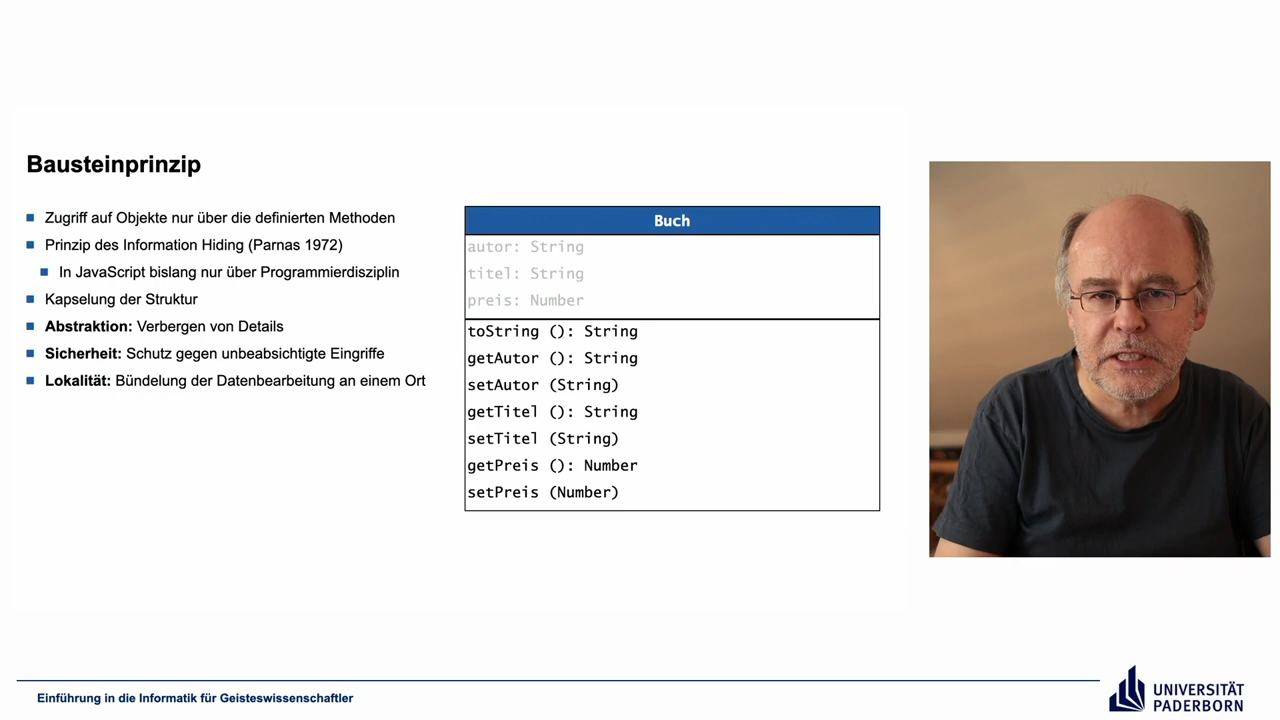 Bausteinprinzip
Zugriff auf Objekte nur über die definierten Methoden
Prinzip des Information Hiding (Parnas 1972)
In JavaScript bislang nur über Programmierdisziplin
Kapselung der Struktur
Abstraktion: Verbergen von Details
Sicherheit: Schutz gegen unbeabsichtigte Eingriffe
Lokalität: Bündelung der Datenbearbeitung an einem Ort
Buch
autor: String
titel: String
preis: Number
toString (): String
getAutor (): String
setAutor (String)
getTitel (): String
setTitel (String)
getPreis (): Number
setPreis (Number)
Einführung in die Informatik für Geisteswissenschaftler
UNIVERSITÄT
PADERBORN